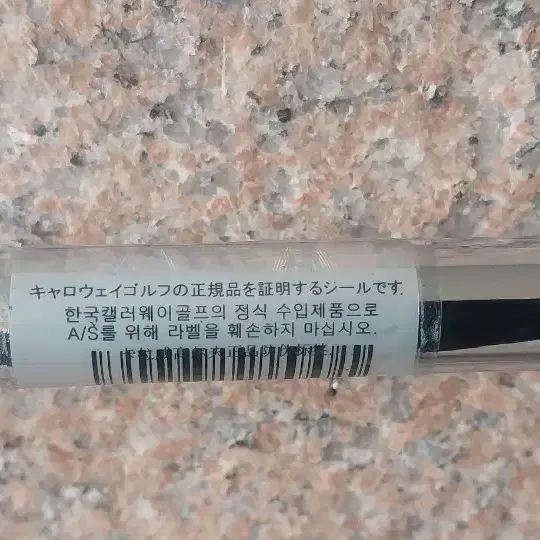 キャロウェイゴルフの正規品を証明するシールです.
한국캘러웨이골프의 정식 수입제품으로
A/S를 위해 라벨을 훼손하지 마십시오.